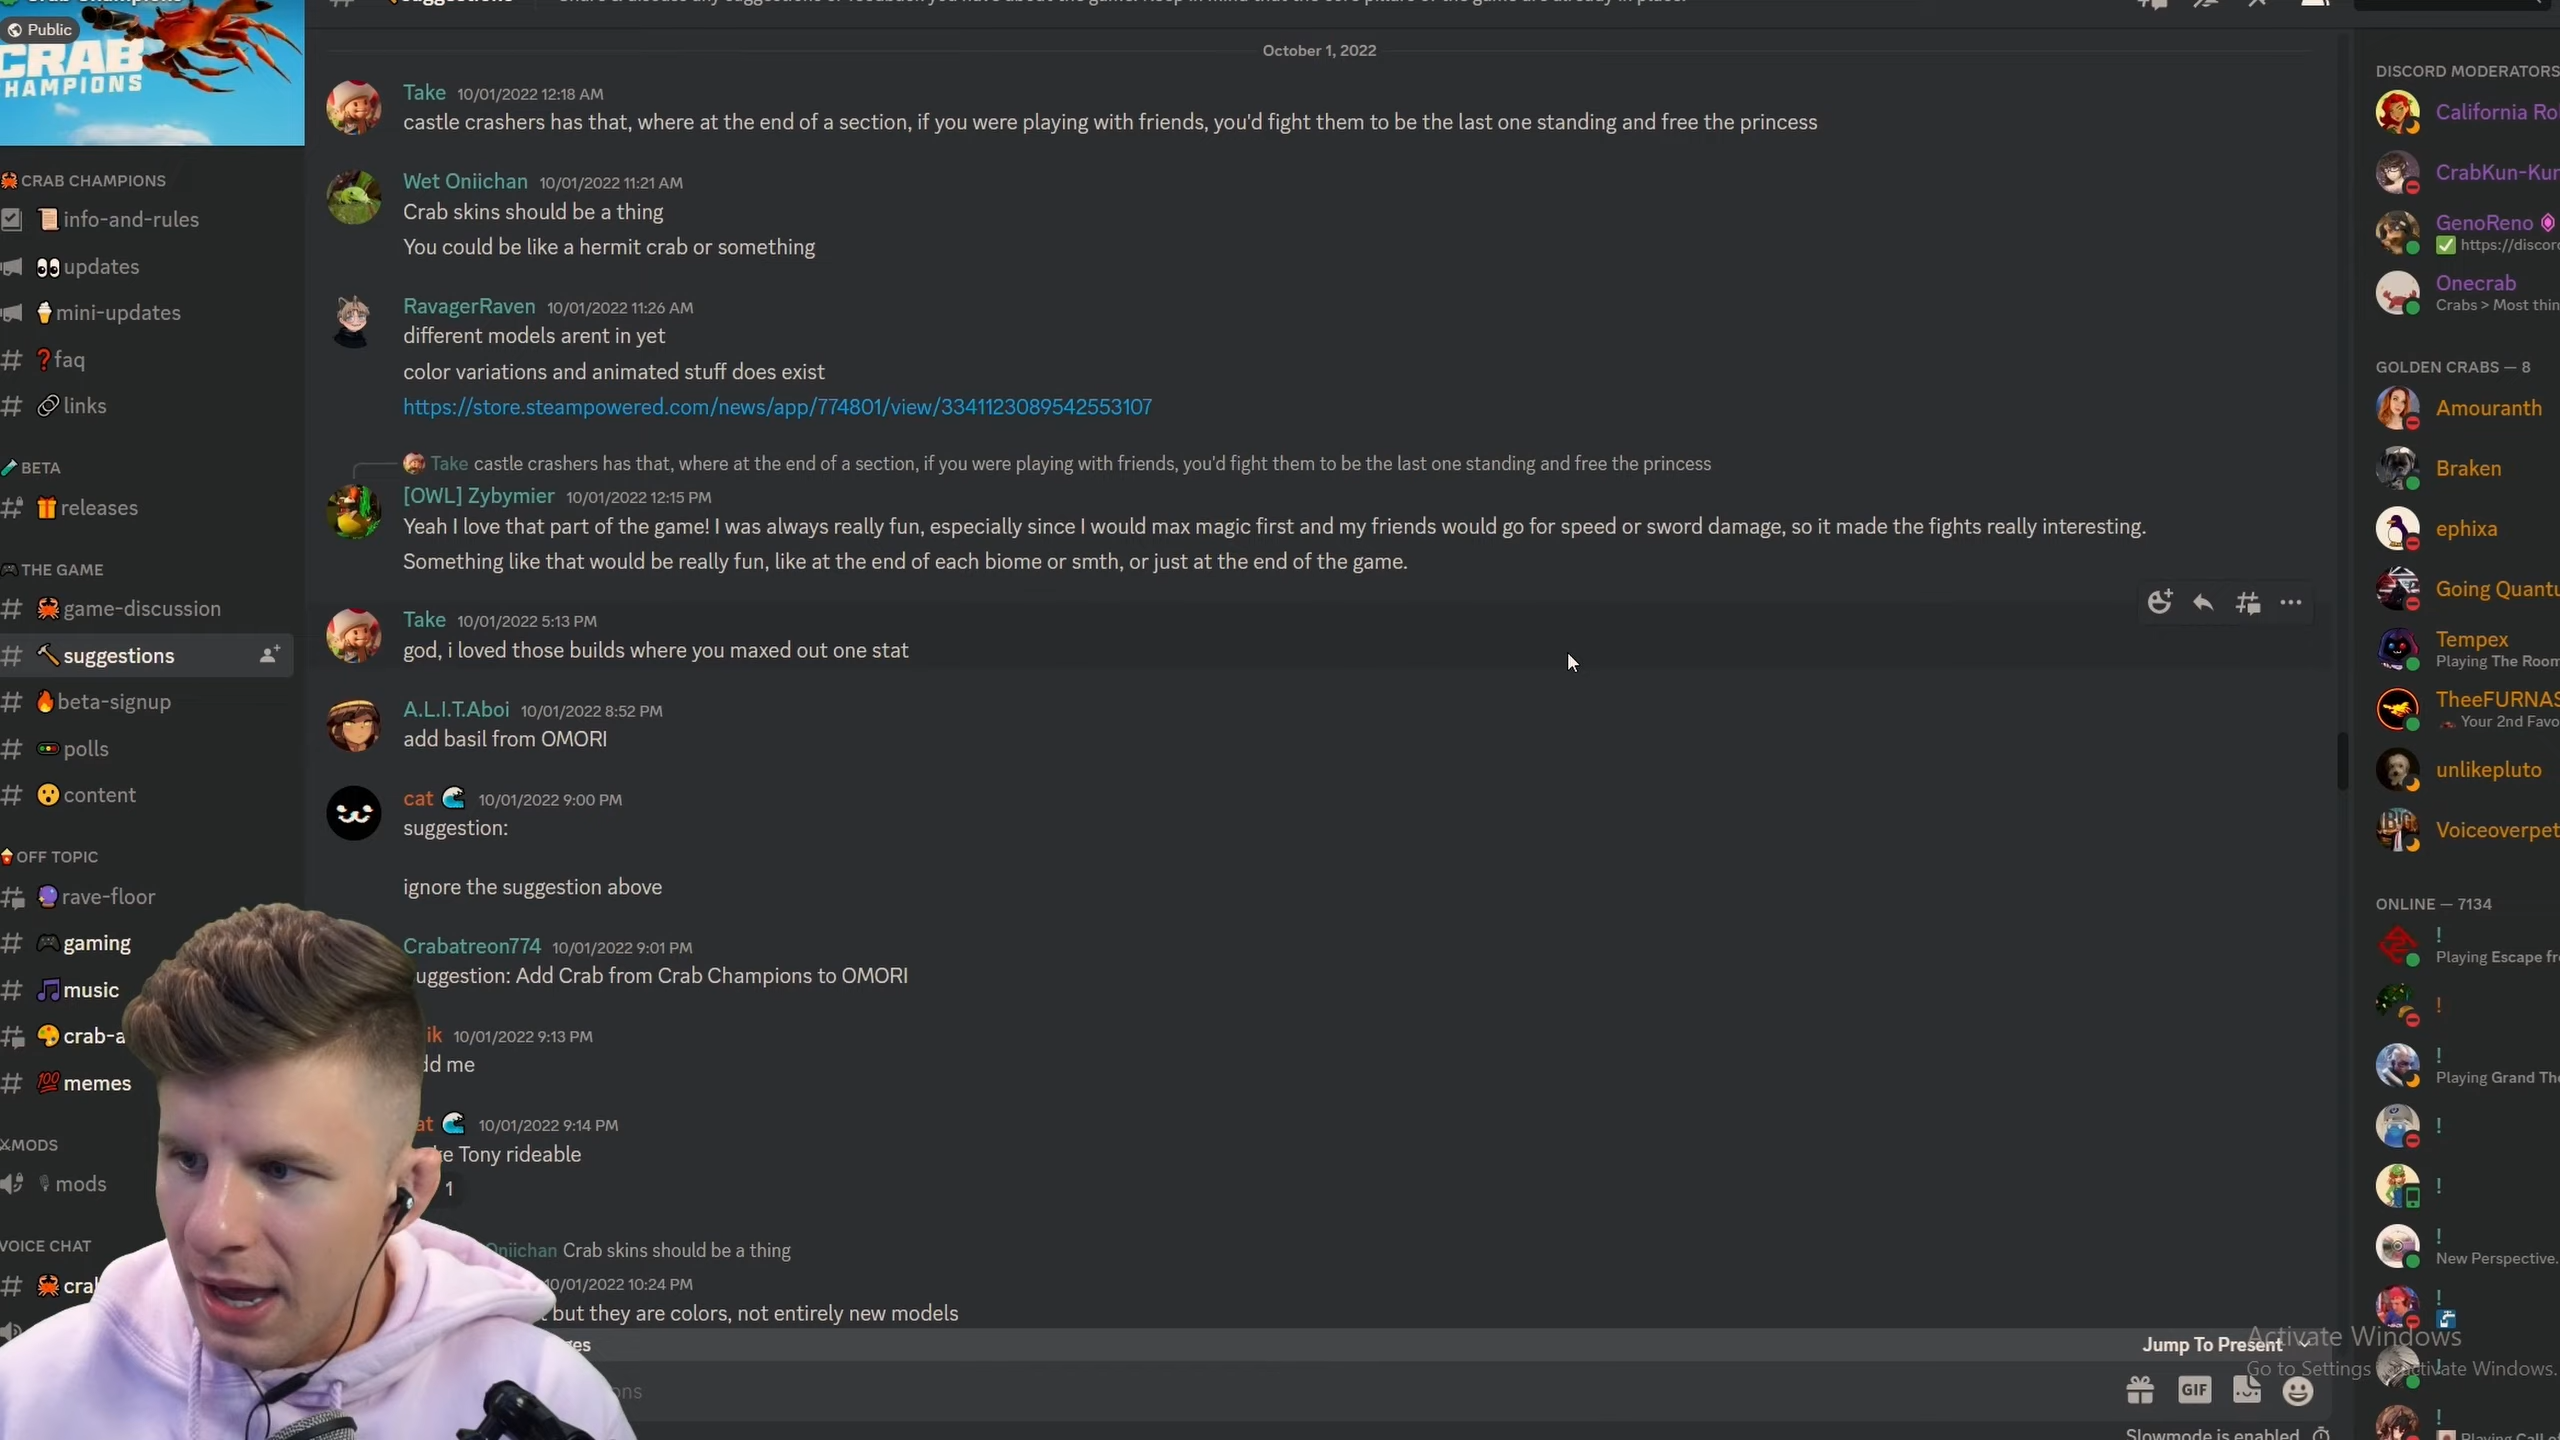 Public
CRAB
CHAMPIONS
CRAB CHAMPIONS
info-and-rules
updates
mini-updates
faq
links
BETA
releases
THE GAME
game-discussion
suggestions
beta-signup
polls
content
OFF TOPIC
rave-floor
gaming
music
crab-a
memes
MODS
mods
VOICE CHAT
October 1, 2022
Take 10/01/2022 12:18 AM
castle crashers has that, where at the end of a section, if you were playing with friends, you'd fight them to be the last one standing and free the princess
Wet Oniichan 10/01/2022 11:21 AM
Crab skins should be a thing
You could be like a hermit crab or something
RavagerRaven 10/01/2022 11:26 AM
different models arent in yet
color variations and animated stuff does exist
https://store.steampowered.com/news/app/774801/view/3341123089542553107
Take castle crashers has that, where at the end of a section, if you were playing with friends, you'd fight them to be the last one standing and free the princess
[OWL] Zybymier 10/01/2022 12:15 PM
Yeah I love that part of the game! I was always really fun, especially since I would max magic first and my friends would go for speed or sword damage, so it made the fights really interesting.
Something like that would be really fun, like at the end of each biome or smth, or just at the end of the game.
Take 10/01/2022 5:13 PM
god, i loved those builds where you maxed out one stat
A.L.I.T.Aboi 10/01/2022 8:52 PM
add basil from OMORI
cat 10/01/2022 9:00 PM
suggestion:
ignore the suggestion above
Crabatreon774 10/01/2022 9:01 PM
uggestion: Add Crab from Crab Champions to OMORI
ik 10/01/2022 9:13 PM
dd me
at 10/01/2022 9:14 PM
ke Tony rideable
1
Oniichan Crab skins should be a thing
10/01/2022 10:24 PM
but they are colors, not entirely new models
Jump To Present
GIF
Slowmode is enabled
DISCORD MODERATORS
California Ro
CrabKun-Kun
GenoReno
https://discor
Onecrab
Crabs > Most thin
GOLDEN CRABS — 8
Amouranth
Braken
ephixa
Going Quantu
Tempex
Playing The Room
TheeFURNAS
Your 2nd Favo
unlikepluto
Voiceoverpet
ONLINE — 7134
!
Playing Escape fr
!
!
Playing Grand The
!
!
!
New Perspective.
!
Activate Windows
Go to Settings to activate Windows.
!